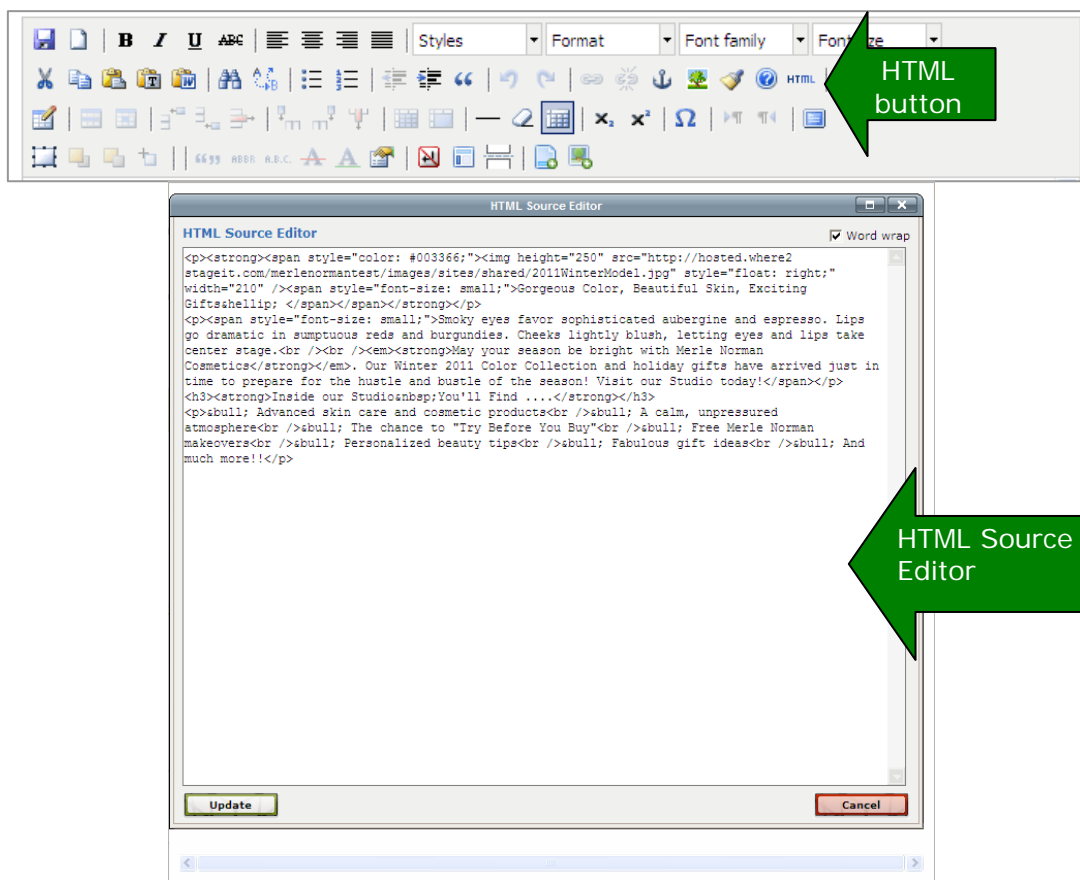 B I U ABC Styles Format Font family Font ze
HTML
HTML
button
ABBR A.B.C.
HTML Source Editor
HTML Source Editor
Word wrap
<p><strong><span style="color: #003366;"><img height="250" src="http://hosted.where2
stageit.com/merlenormantest/images/sites/shared/2011WinterModel.jpg" style="float: right;"
width="210" /><span style="font-size: small;">Gorgeous Color, Beautiful Skin, Exciting
Gifts&hellip; </span></span></strong></p>
<p><span style="font-size: small;">Smoky eyes favor sophisticated aubergine and espresso. Lips
go dramatic in sumptuous reds and burgundies. Cheeks lightly blush, letting eyes and lips take
center stage.<br /><br /><em><strong>May your season be bright with Merle Norman
Cosmetics</strong></em>. Our Winter 2011 Color Collection and holiday gifts have arrived just in
time to prepare for the hustle and bustle of the season! Visit our Studio today!</span></p>
<h3><strong>Inside our Studio&nbsp;You'll Find ....</strong></h3>
<p>&bull; Advanced skin care and cosmetic products<br />&bull; A calm, unpressured
atmosphere<br />&bull; The chance to "Try Before You Buy"<br />&bull; Free Merle Norman
makeovers<br />&bull; Personalized beauty tips<br />&bull; Fabulous gift ideas<br />&bull; And
much more!!</p>
HTML Source
Editor
Update
Cancel